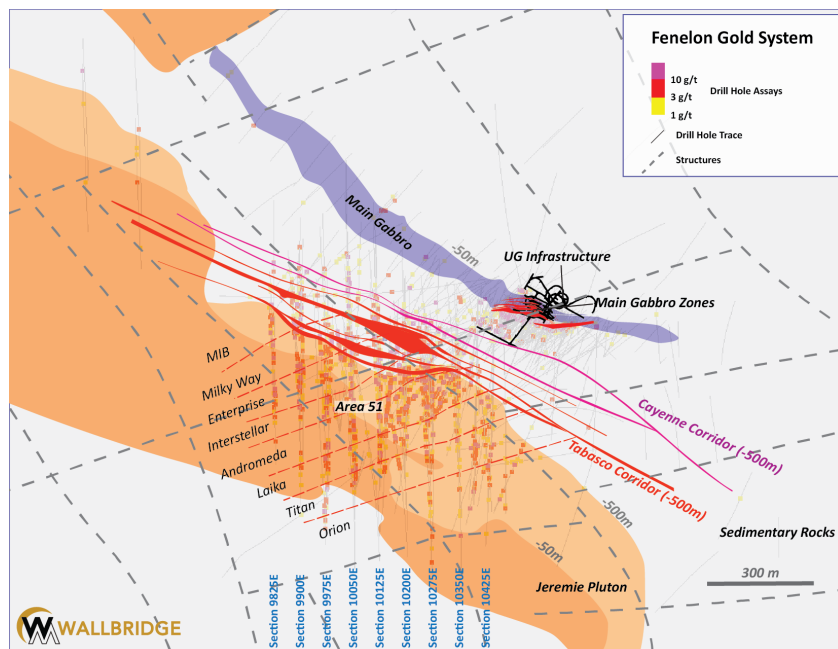 Fenelon Gold System
10 g/t
3 g/t
1 g/t
Drill Hole Assays
Drill Hole Trace
Structures
Main Gabbro
-50m
UG Infrastructure
Main Gabbro Zones
MIB
Milky Way
Enterprise
Interstellar
Andromeda
Laika
Titan
Orion
Area 51
Cayenne Corridor (-500m)
Tabasco Corridor (-500m)
-500m
-50m
Sedimentary Rocks
Jeremie Pluton
300 m
Section 9825E
Section 9900E
Section 9975E
Section 10050E
Section 10125E
Section 10200E
Section 10275E
Section 10350E
Section 10425E
WALLBRIDGE